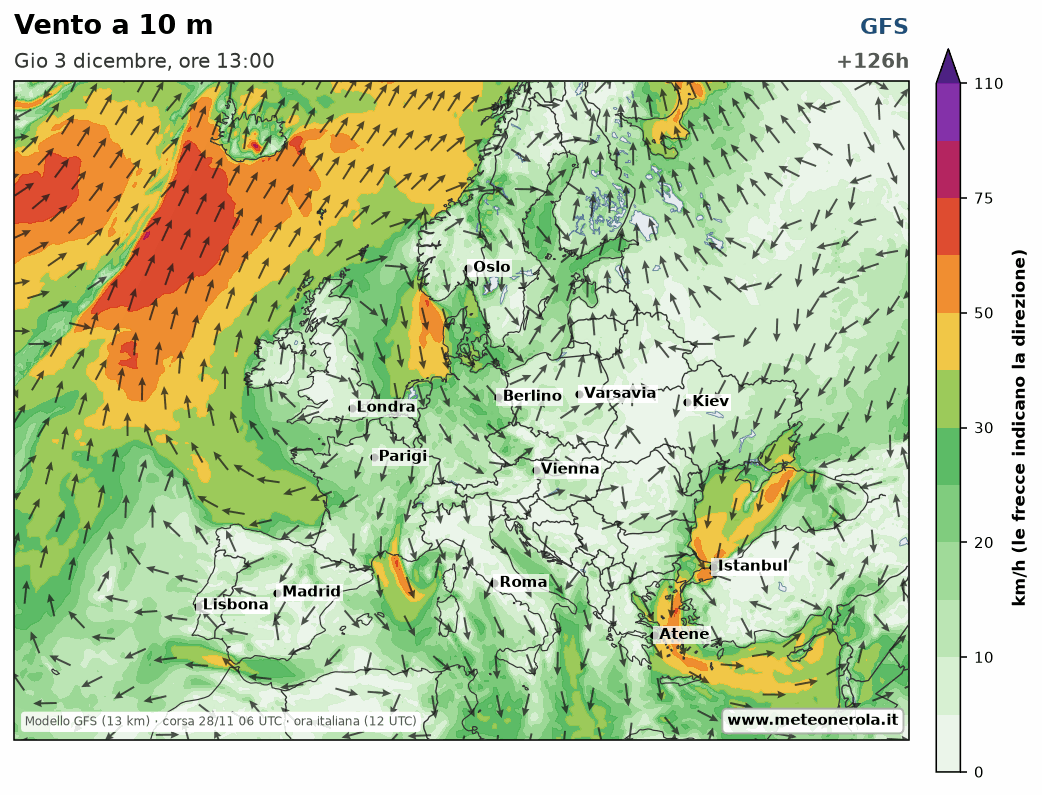 Vento a 10 m
GFS
Gio 3 dicembre, ore 13:00
+126h
110
75
50
30
20
10
0
km/h (le frecce indicano la direzione)
Oslo
Berlino
Varsavia
Kiev
Londra
Parigi
Vienna
Istanbul
Roma
Madrid
Lisbona
Atene
Modello GFS (13 km) · corsa 28/11 06 UTC · ora italiana (12 UTC)
www.meteonerola.it